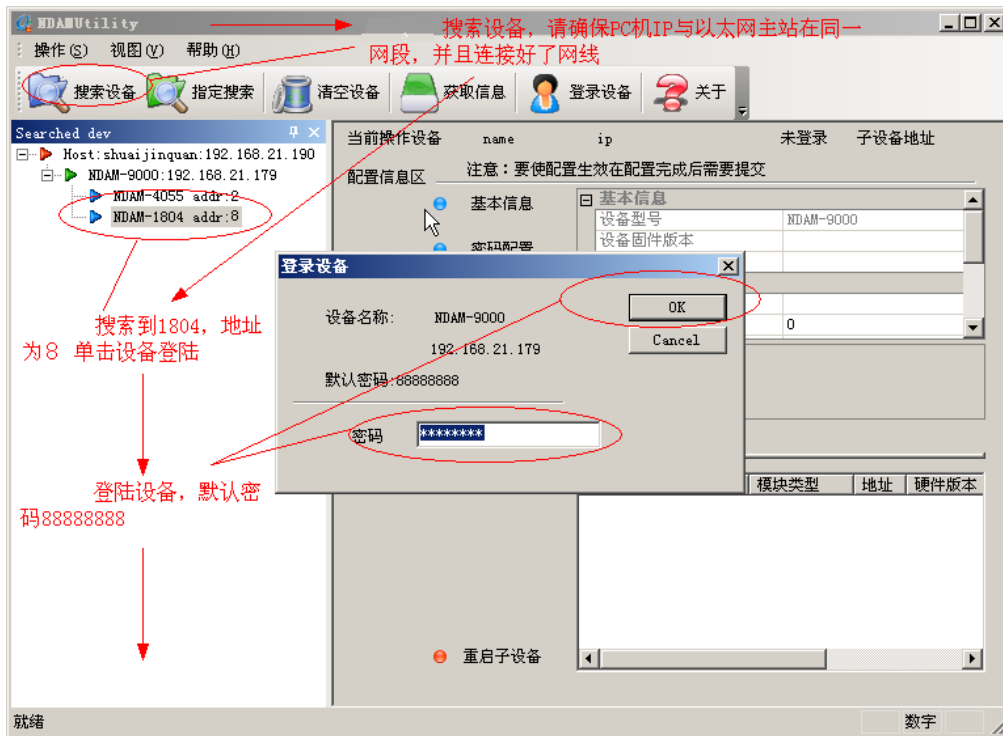 NDAMUtility
搜索设备，请确保PC机IP与以太网主站在同一
网段，并且连接好了网线
操作(S) 视图(V) 帮助(H)
搜索设备 指定搜索 清空设备 获取信息 登录设备 关于
Searched dev
Host:shuaijinquan:192.168.21.190
NDAM-9000:192.168.21.179
NDAM-4055 addr:2
NDAM-1804 addr:8
搜索到1804，地址
为8 单击设备登陆
登陆设备，默认密
码88888888
当前操作设备 name ip 未登录 子设备地址
配置信息区 注意：要使配置生效在配置完成后需要提交
基本信息
密码配置
基本信息
设备型号 NDAM-9000
设备固件版本
0
登录设备
设备名称: NDAM-9000
192.168.21.179
默认密码:88888888
密码 ********
OK
Cancel
模块类型 地址 硬件版本
重启子设备
就绪 数字